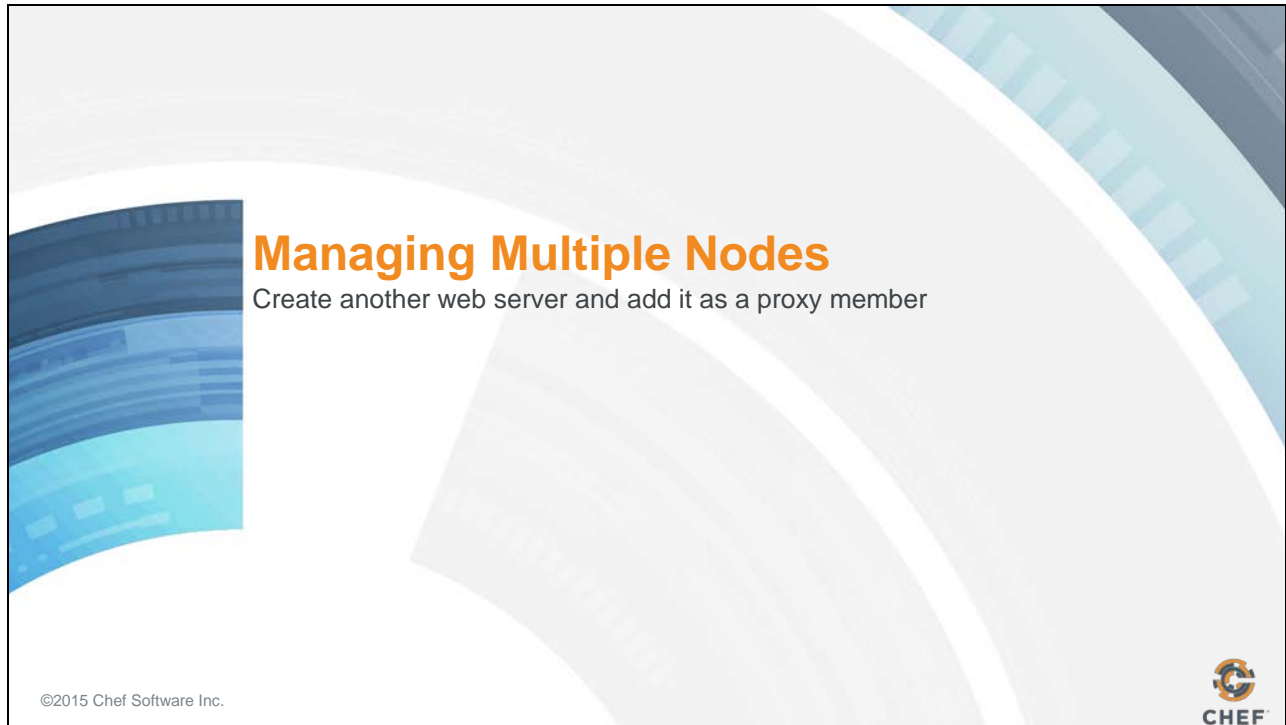 Managing Multiple Nodes
Create another web server and add it as a proxy member
©2015 Chef Software Inc.
CHEF